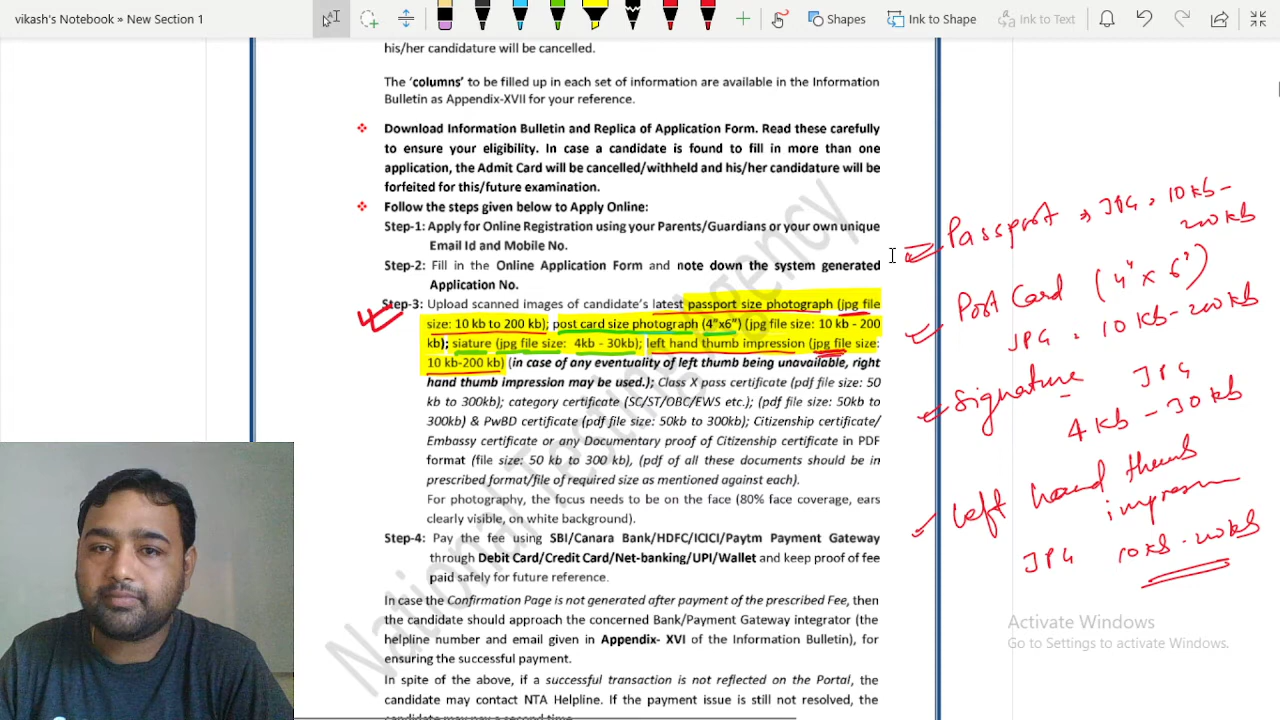 vikash's Notebook » New Section 1
Shapes
Ink to Shape
Ink to Text
his/her candidature will be cancelled.
The 'columns' to be filled up in each set of information are available in the Information
Bulletin as Appendix-XVII for your reference.
Download Information Bulletin and Replica of Application Form. Read these carefully
to ensure your eligibility. In case a candidate is found to fill in more than one
application, the Admit Card will be cancelled/withheld and his/her candidature will be
forfeited for this/future examination.
Follow the steps given below to Apply Online:
Step-1: Apply for Online Registration using your Parents/Guardians or your own unique
Email Id and Mobile No.
Step-2: Fill in the Online Application Form and note down the system generated
Application No.
Step-3: Upload scanned images of candidate's latest passport size photograph (jpg file
size: 10 kb to 200 kb); post card size photograph (4"x6") (jpg file size: 10 kb - 200
kb); siature (jpg file size: 4kb - 30kb); left hand thumb impression (jpg file size:
10 kb-200 kb) (in case of any eventuality of left thumb being unavailable, right
hand thumb impression may be used.); Class X pass certificate (pdf file size: 50
kb to 300kb); category certificate (SC/ST/OBC/EWS etc.); (pdf file size: 50kb to
300kb) & PwBD certificate (pdf file size: 50kb to 300kb); Citizenship certificate/
Embassy certificate or any Documentary proof of Citizenship certificate in PDF
format (file size: 50 kb to 300 kb), (pdf of all these documents should be in
prescribed format/file of required size as mentioned against each).
For photography, the focus needs to be on the face (80% face coverage, ears
clearly visible, on white background).
Step-4: Pay the fee using SBI/Canara Bank/HDFC/ICICI/Paytm Payment Gateway
through Debit Card/Credit Card/Net-banking/UPI/Wallet and keep proof of fee
paid safely for future reference.
In case the Confirmation Page is not generated after payment of the prescribed Fee, then
the candidate should approach the concerned Bank/Payment Gateway integrator (the
helpline number and email given in Appendix- XVI of the Information Bulletin), for
ensuring the successful payment.
In spite of the above, if a successful transaction is not reflected on the Portal, the
candidate may contact NTA Helpline. If the payment issue is still not resolved, the
candidate may pay a second time.
National Testing Agency
Passport → JPG . 10 kb -
200 kb
Post Card (4" x 6")
JPG . 10 kb - 200 kb
Signature JPG
4 kb - 30 kb
Left hand thumb
impression
JPG 10 kb - 200 kb
Activate Windows
Go to Settings to activate Windows.